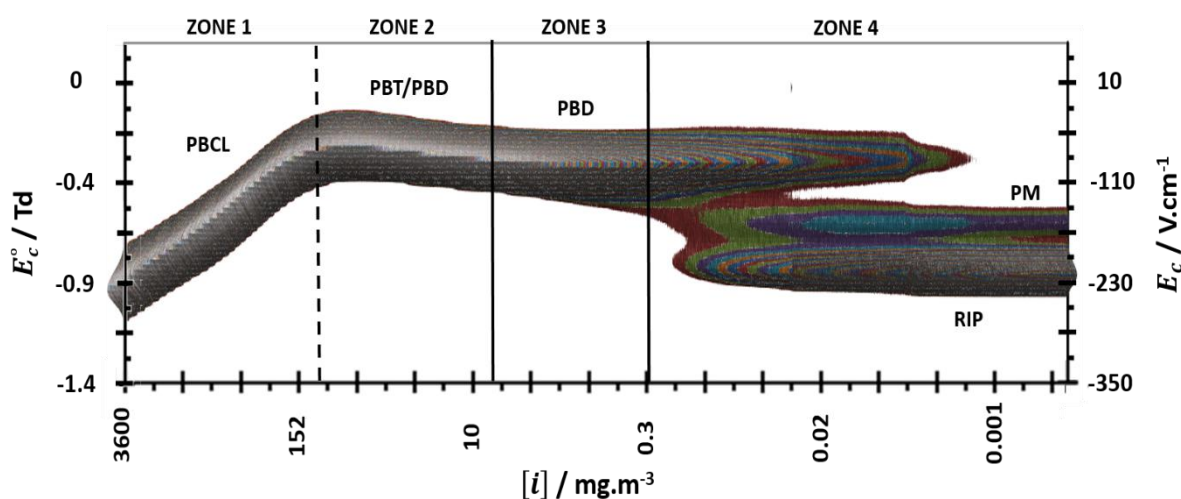 ZONE 1 ZONE 2 ZONE 3 ZONE 4
0 10
PBT/PBD
PBD
PBCL
-0.4 -110
PM
E°c / Td
Ec / V.cm⁻¹
-0.9 -230
RIP
-1.4 -350
3600 152 10 0.3 0.02 0.001
[i] / mg.m⁻³